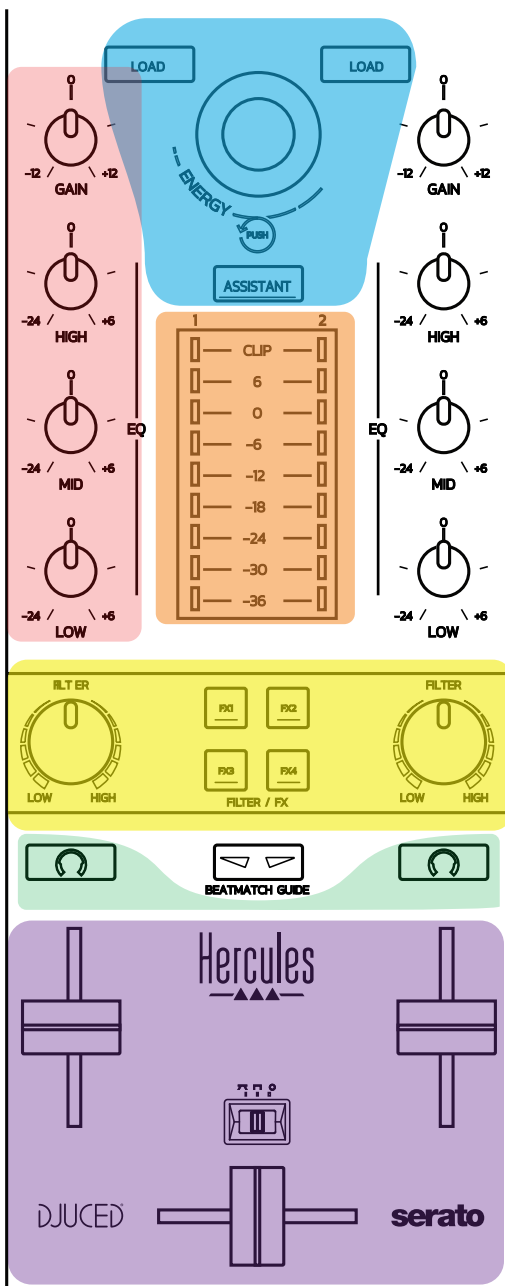 LOAD LOAD
0 0
-12 +12 -12 +12
GAIN GAIN
ENERGY
PUSH
0 0
ASSISTANT
-24 +6 -24 +6
HIGH HIGH
1 2
CLIP
6
0 0
0
EQ EQ
-6
-24 +6 -24 +6
-12
MID MID
-18
0 0
-24
-30
-36
-24 +6 -24 +6
LOW LOW
FILTER FILTER
FX1 FX2
FX3 FX4
LOW HIGH LOW HIGH
FILTER / FX
BEATMATCH GUIDE
Hercules
DJUCED serato